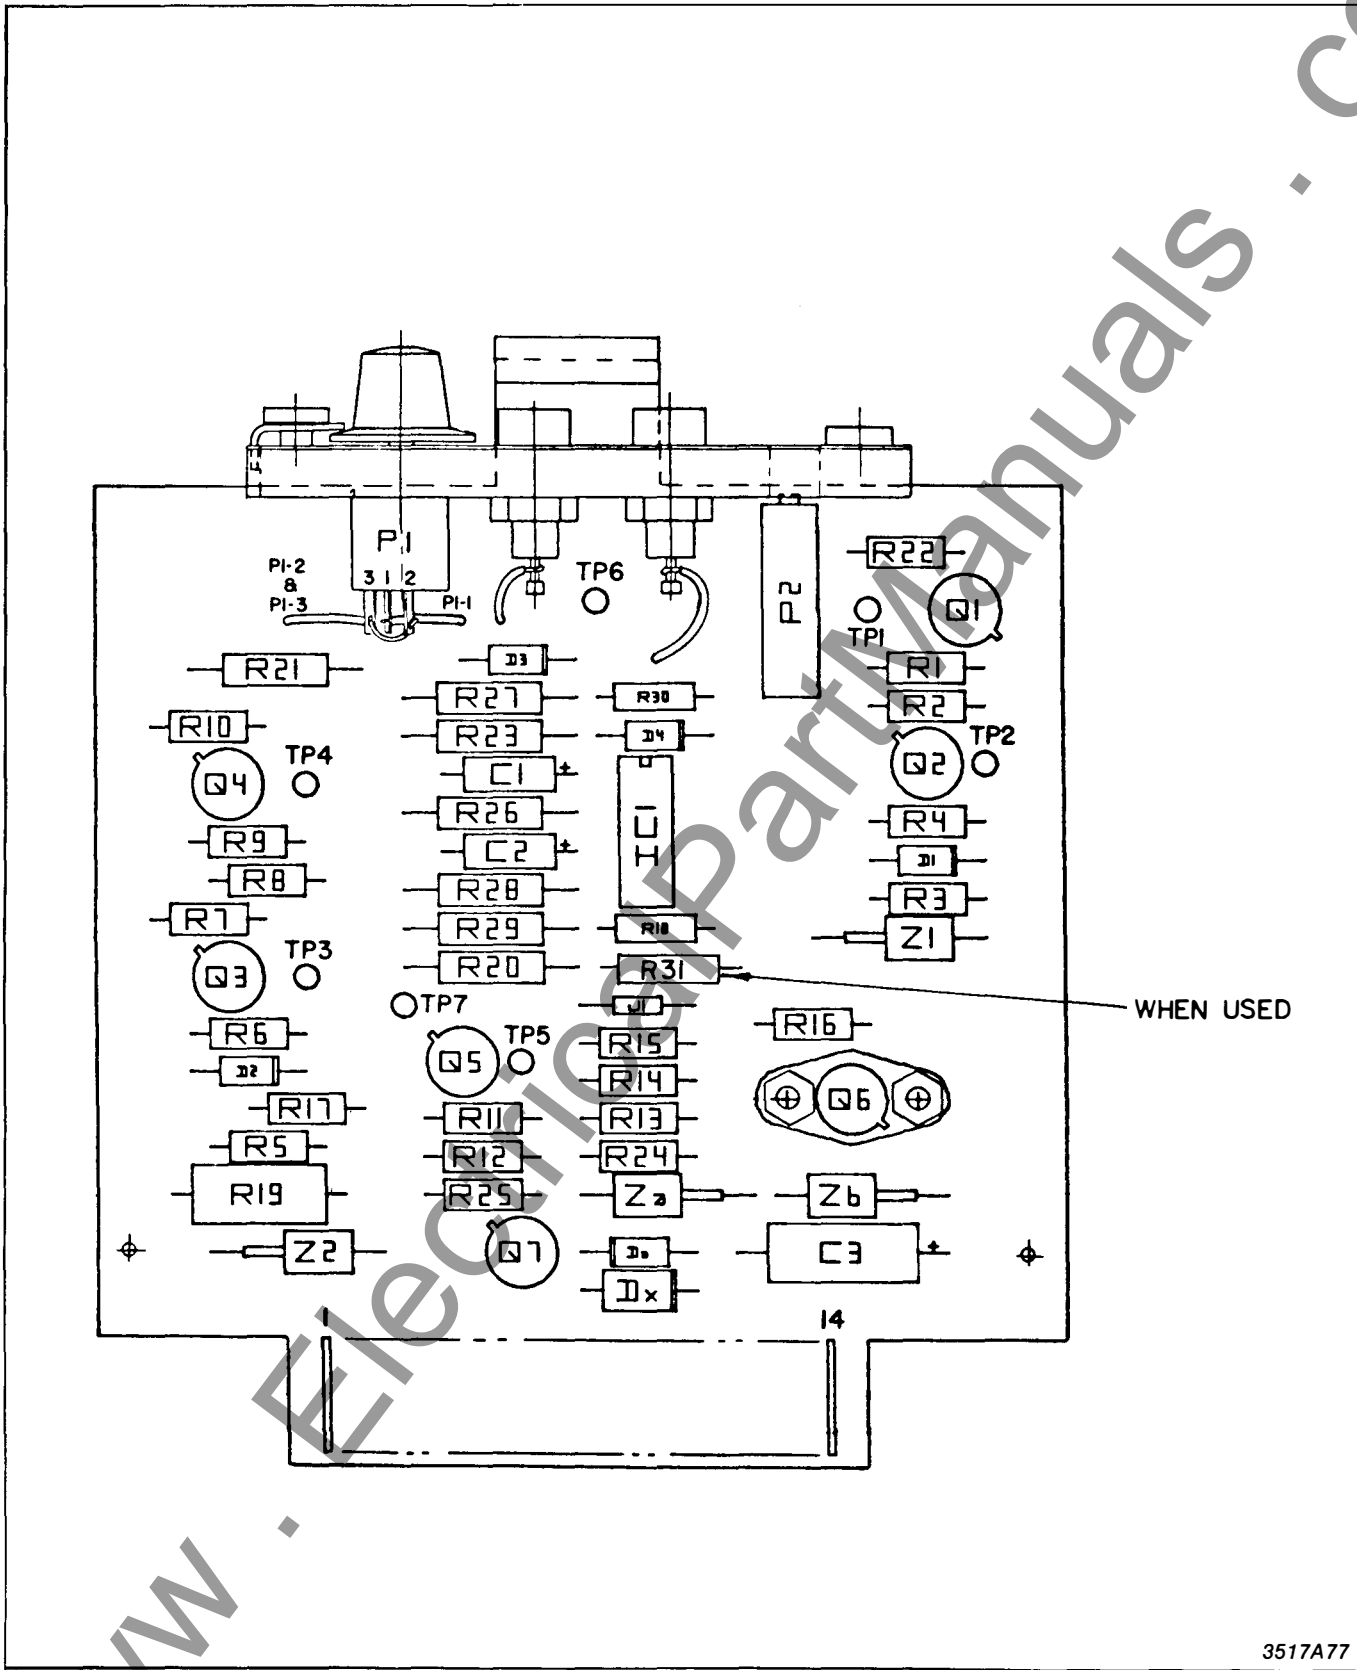 P1
3 1 2
P1-2
&
P1-3
P1-1
TP6
P2
R22
Q1
TP1
R21
D3
R1
R27
R30
R2
R10
R23
D4
TP2
Q2
TP4
Q4
C1 +
R26
R4
R9
IC1
C2 +
D1
R8
R28
R3
R7
R29
R18
Z1
TP3
Q3
R20
R31
TP7
J1
WHEN USED
R16
R6
TP5
R15
Q5
D2
R14
Q6
R17
R11
R13
R5
R12
R24
R19
R25
Za
Zb
Z2
Q7
C3 +
Dx
1
14
3517A77
www.ElectricalPartManuals.c